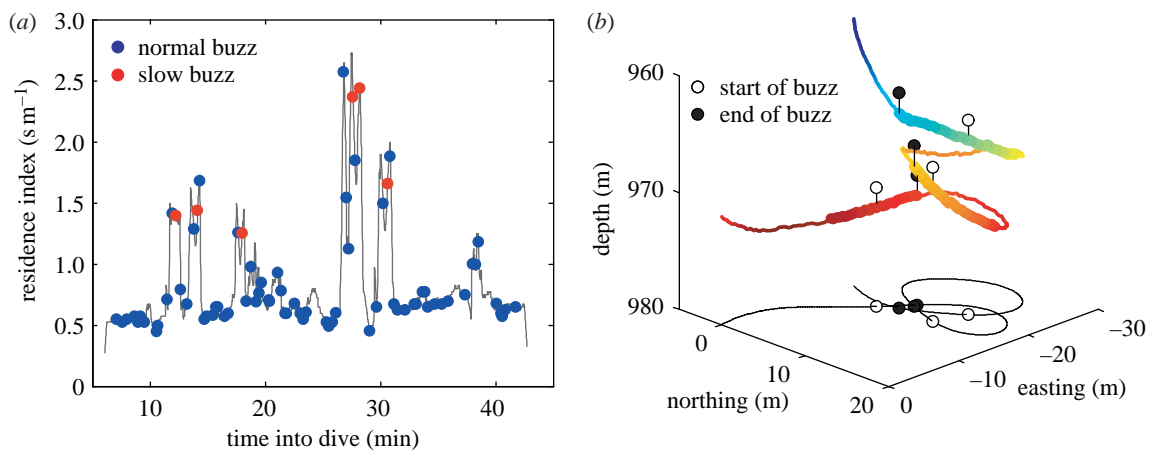 (a)
3.0
2.5
2.0
1.5
1.0
0.5
0
residence index (s m−1)
normal buzz
slow buzz
10
20
30
40
time into dive (min)
(b)
960
970
980
depth (m)
start of buzz
end of buzz
0
10
20
northing (m)
0
−10
−20
−30
easting (m)